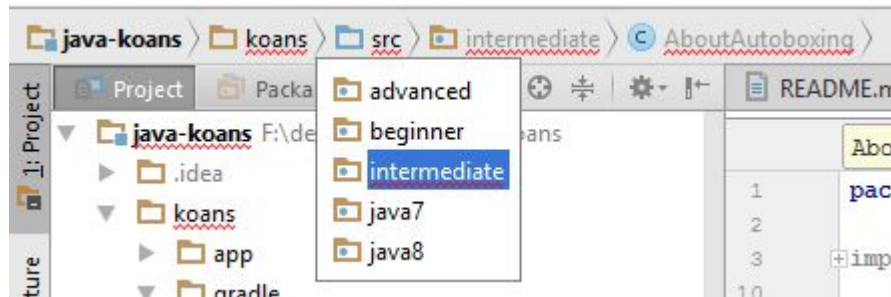 java-koans koans src intermediate C AboutAutoboxing
1: Project
Project Packa README.m
advanced
java-koans F:\de ans
beginner
Abo
.idea
intermediate
1 pac
koans
java7
2
app
java8
3 imp
gradle
10
ture